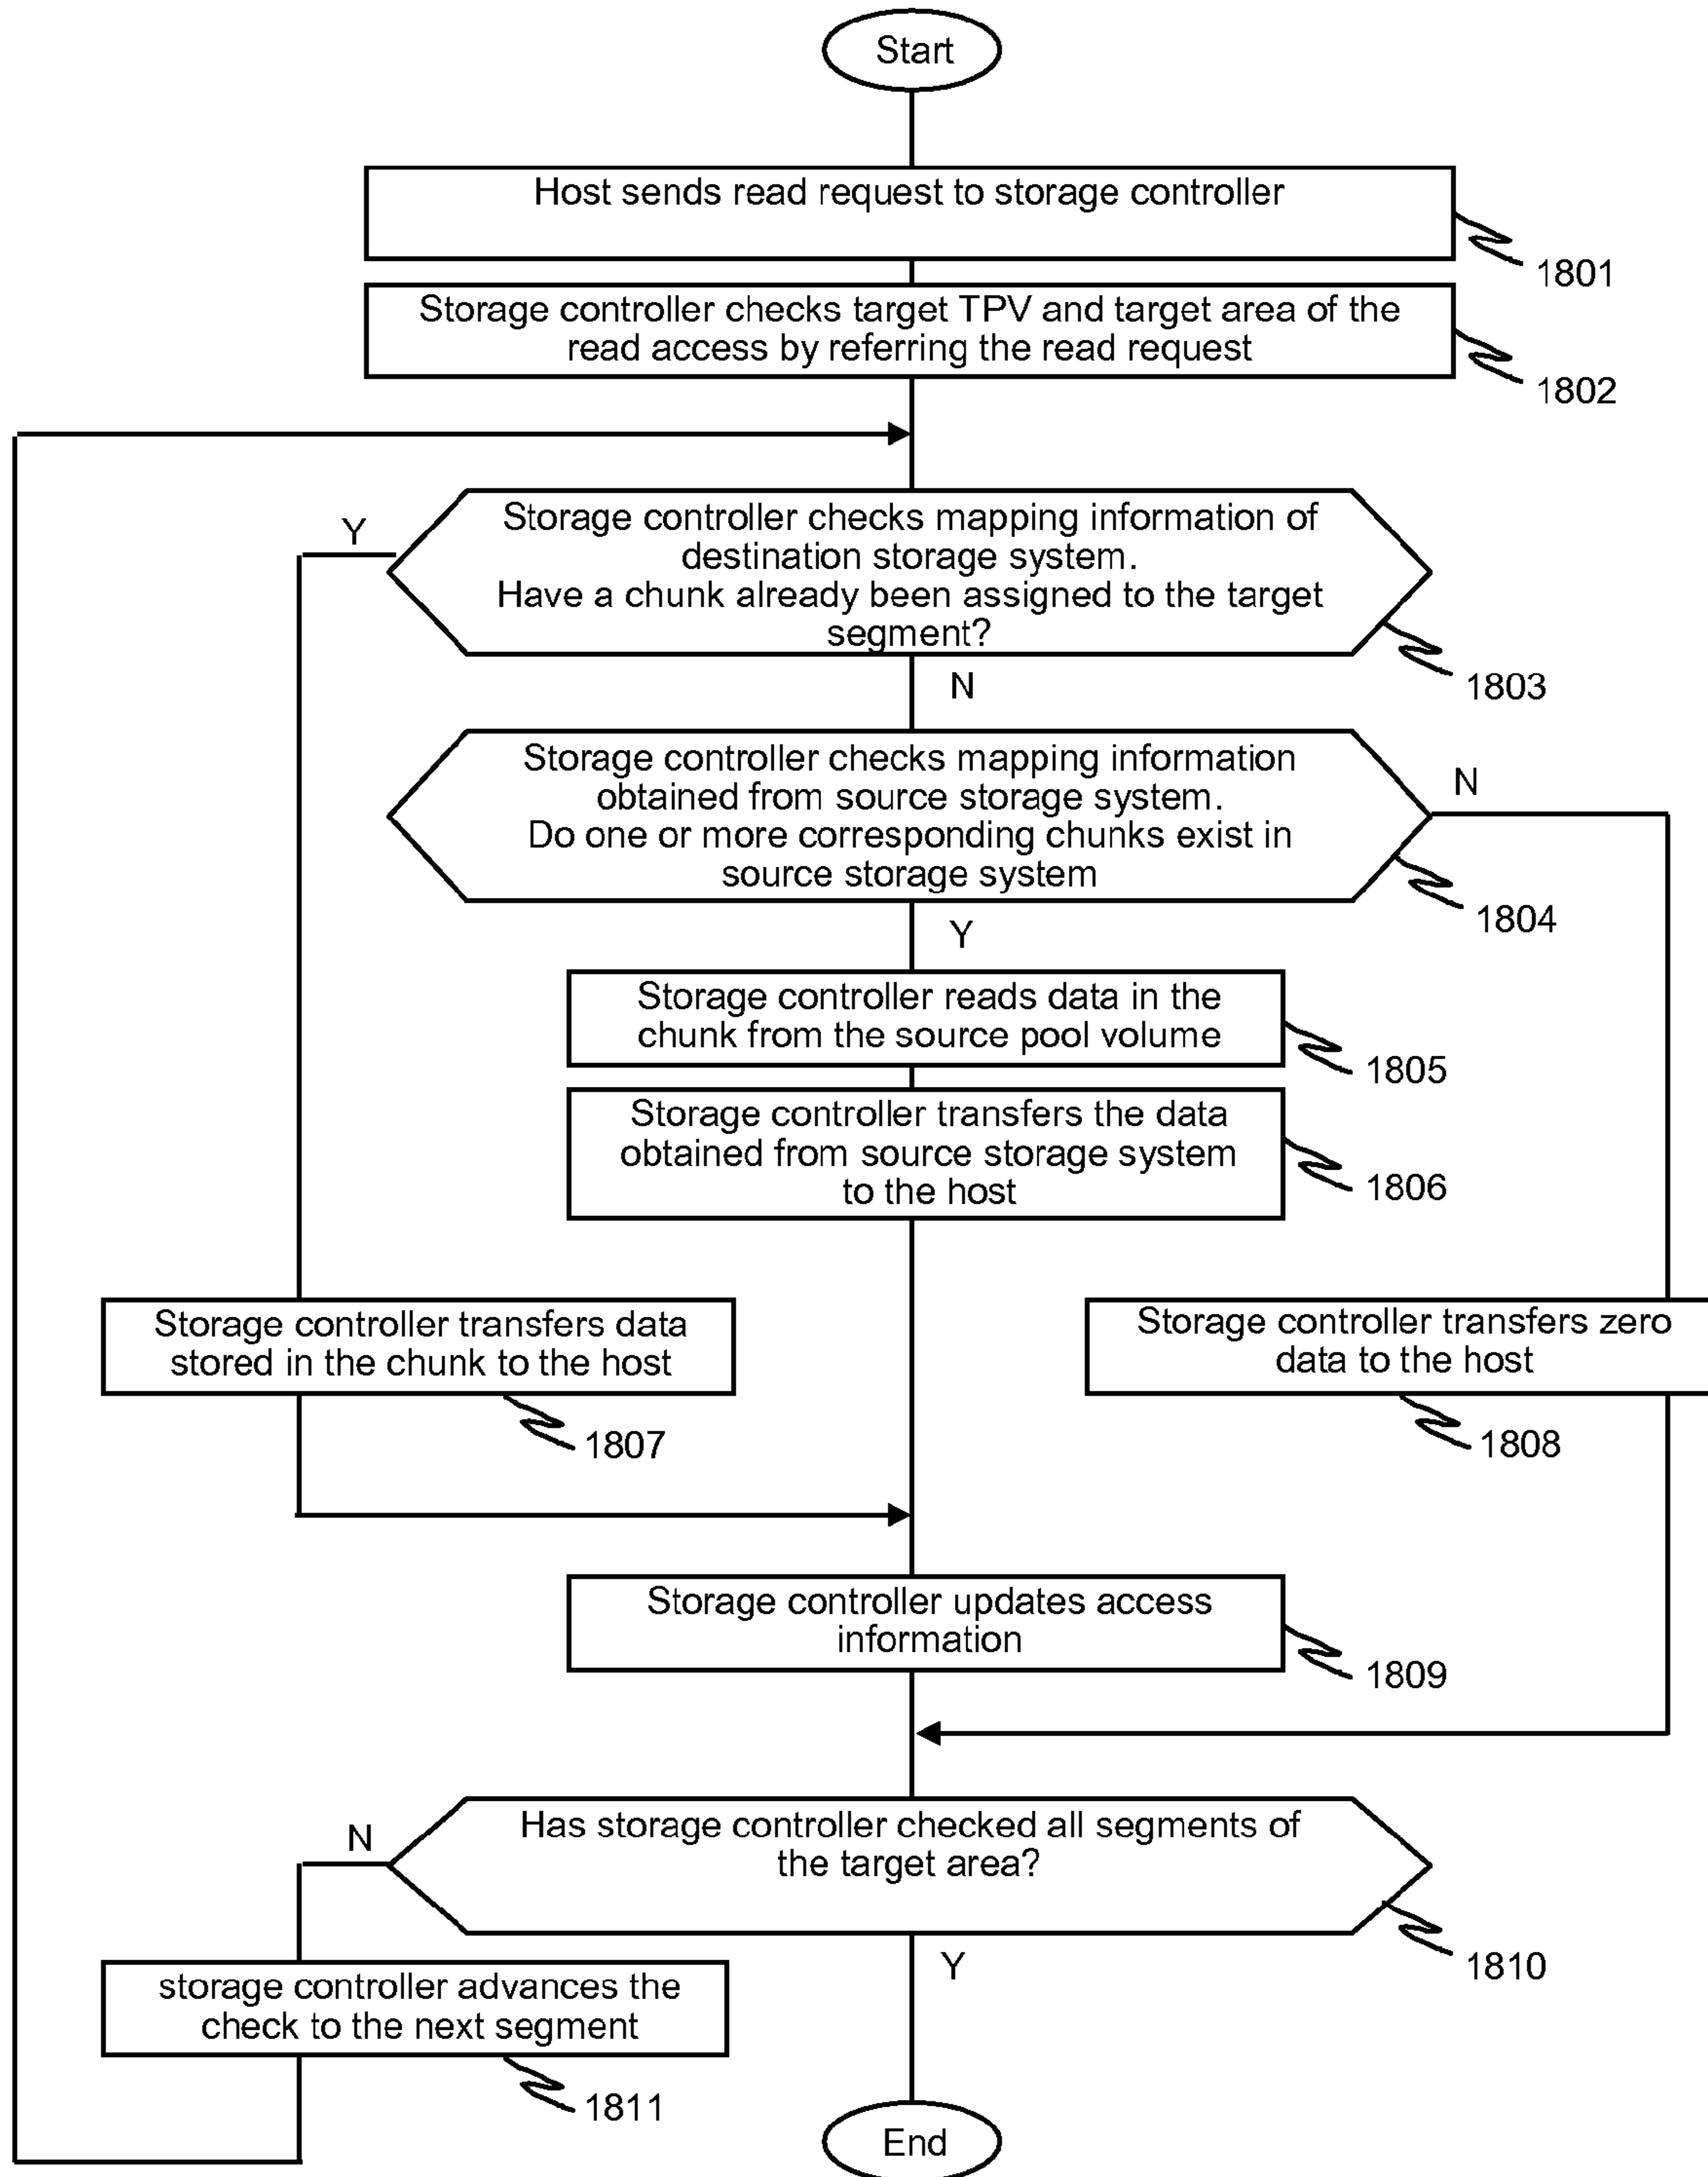 Start
Host sends read request to storage controller
1801
Storage controller checks target TPV and target area of the
read access by referring the read request
1802
Y
Storage controller checks mapping information of
destination storage system.
Have a chunk already been assigned to the target
segment?
1803
N
Storage controller checks mapping information
obtained from source storage system.
Do one or more corresponding chunks exist in
source storage system
N
1804
Y
Storage controller reads data in the
chunk from the source pool volume
1805
Storage controller transfers the data
obtained from source storage system
to the host
1806
Storage controller transfers data
stored in the chunk to the host
1807
Storage controller transfers zero
data to the host
1808
Storage controller updates access
information
1809
N
Has storage controller checked all segments of
the target area?
1810
Y
storage controller advances the
check to the next segment
1811
End